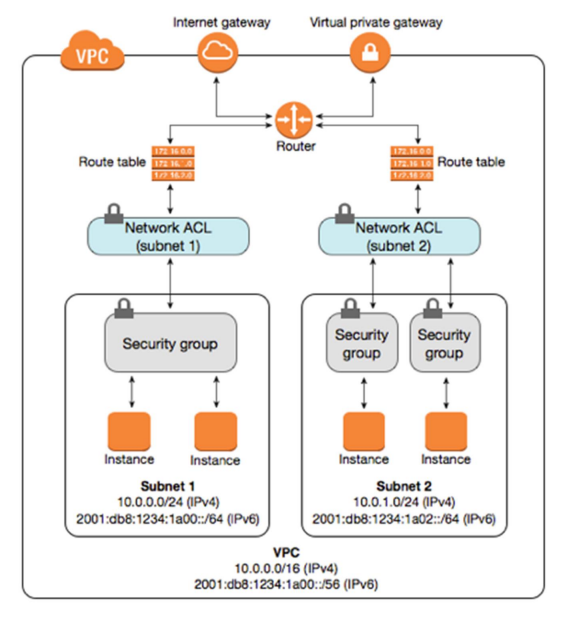 Internet gateway
Virtual private gateway
VPC
Router
Route table
172.16.0.0
172.16.
.0
172.16.2.0
172.16.0.0
172.16.1.0
172.16.2.0
Route table
Network ACL
(subnet 1)
Network ACL
(subnet 2)
Security group
Security
group
Security
group
Instance
Instance
Instance
Instance
Subnet 1
10.0.0.0/24 (IPv4)
2001:db8:1234:1a00::/64 (IPv6)
Subnet 2
10.0.1.0/24 (IPv4)
2001:db8:1234:1a02::/64 (IPv6)
VPC
10.0.0.0/16 (IPv4)
2001:db8:1234:1a00::/56 (IPv6)